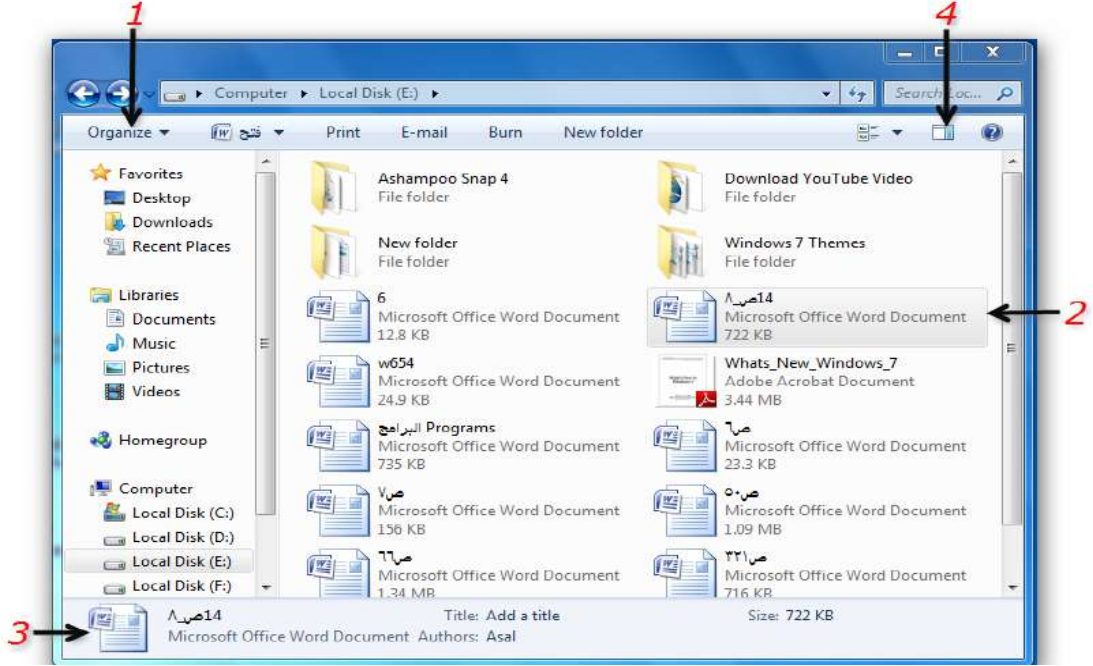 1
4
Computer ▸ Local Disk (E:) ▸
Search Loc...
Organize
فتح
Print
E-mail
Burn
New folder
Favorites
Desktop
Downloads
Recent Places
Libraries
Documents
Music
Pictures
Videos
Homegroup
Computer
Local Disk (C:)
Local Disk (D:)
Local Disk (E:)
Local Disk (F:)
Ashampoo Snap 4
File folder
Download YouTube Video
File folder
New folder
File folder
Windows 7 Themes
File folder
6
Microsoft Office Word Document
12.8 KB
14ص_٨
Microsoft Office Word Document
722 KB
2
w654
Microsoft Office Word Document
24.9 KB
Whats_New_Windows_7
Adobe Acrobat Document
3.44 MB
البرامج Programs
Microsoft Office Word Document
735 KB
ص٦
Microsoft Office Word Document
23.3 KB
ص٧
Microsoft Office Word Document
156 KB
ص٥٠
Microsoft Office Word Document
1.09 MB
ص٦٦
Microsoft Office Word Document
1.34 MB
ص٣٢١
Microsoft Office Word Document
716 KB
3
14ص_٨
Title: Add a title
Size: 722 KB
Microsoft Office Word Document
Authors: Asal